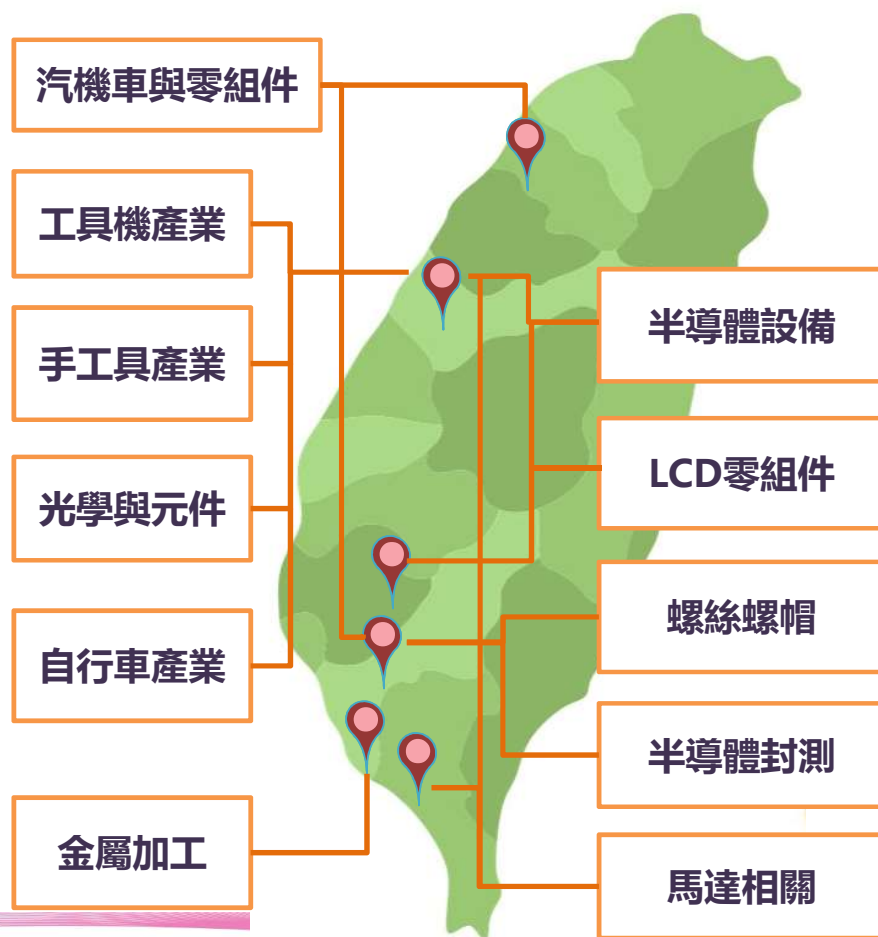 汽機車與零組件
工具機產業
手工具產業
光學與元件
自行車產業
金屬加工
半導體設備
LCD零組件
螺絲螺帽
半導體封測
馬達相關